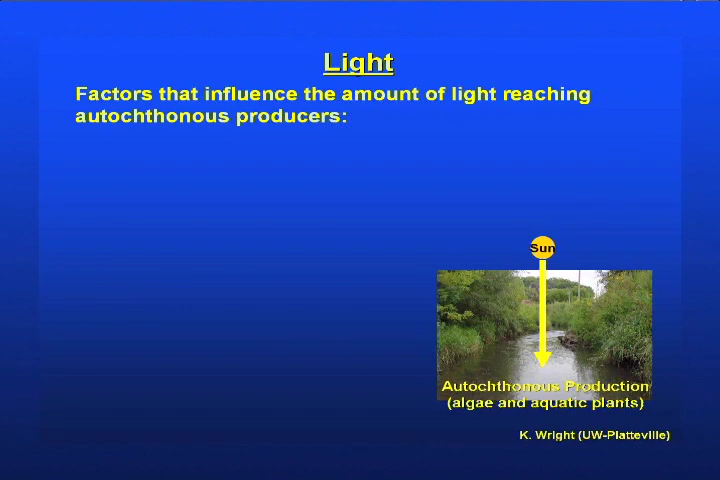 Light
Factors that influence the amount of light reaching
autochthonous producers:
Sun
Autochthonous Production
(algae and aquatic plants)
K. Wright (UW-Platteville)